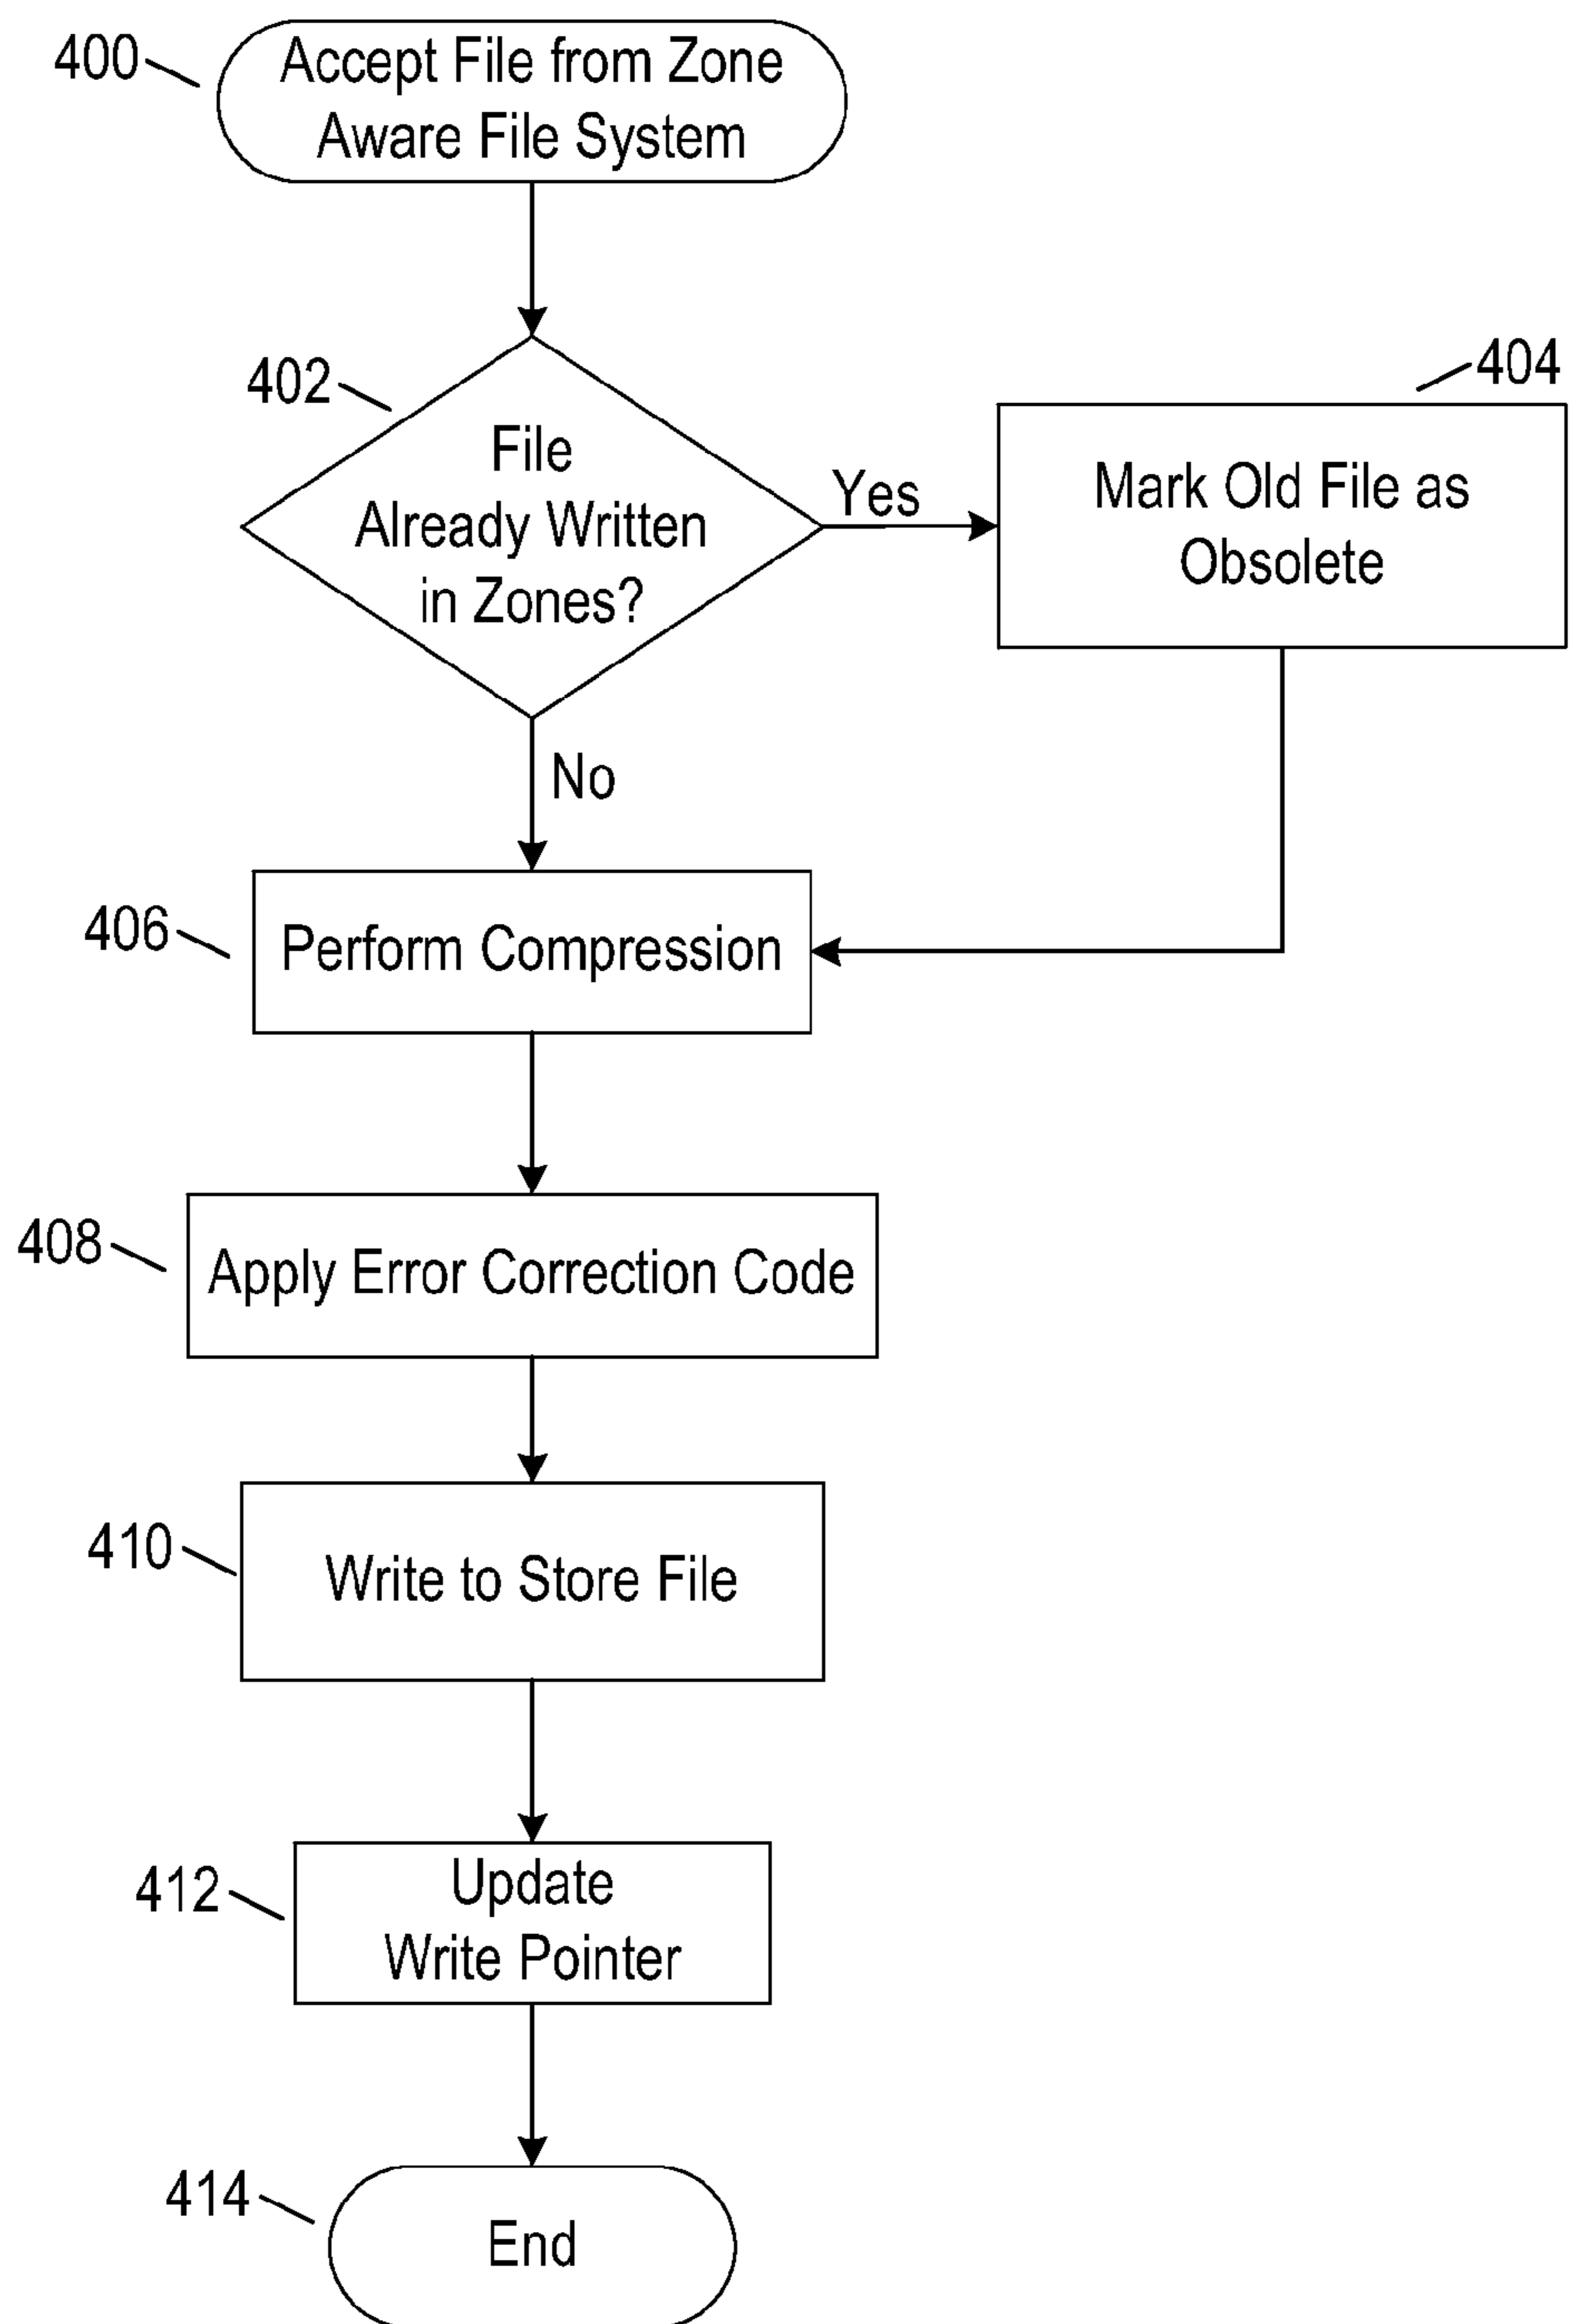 400
Accept File from Zone
Aware File System
402
File
Already Written
in Zones?
Yes
404
Mark Old File as
Obsolete
No
406
Perform Compression
408
Apply Error Correction Code
410
Write to Store File
412
Update
Write Pointer
414
End